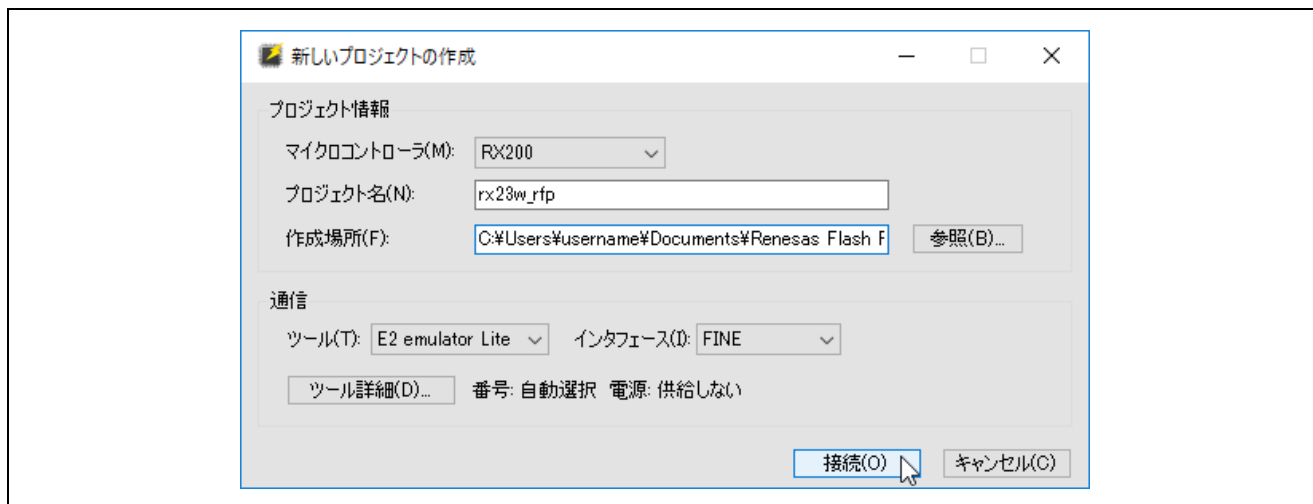 新しいプロジェクトの作成
プロジェクト情報
マイクロコントローラ(M): RX200
プロジェクト名(N): rx23w_rfp
作成場所(F): C:¥Users¥username¥Documents¥Renesas Flash F 参照(B)...
通信
ツール(T): E2 emulator Lite インタフェース(I): FINE
ツール詳細(D)... 番号: 自動選択 電源: 供給しない
接続(O) キャンセル(C)